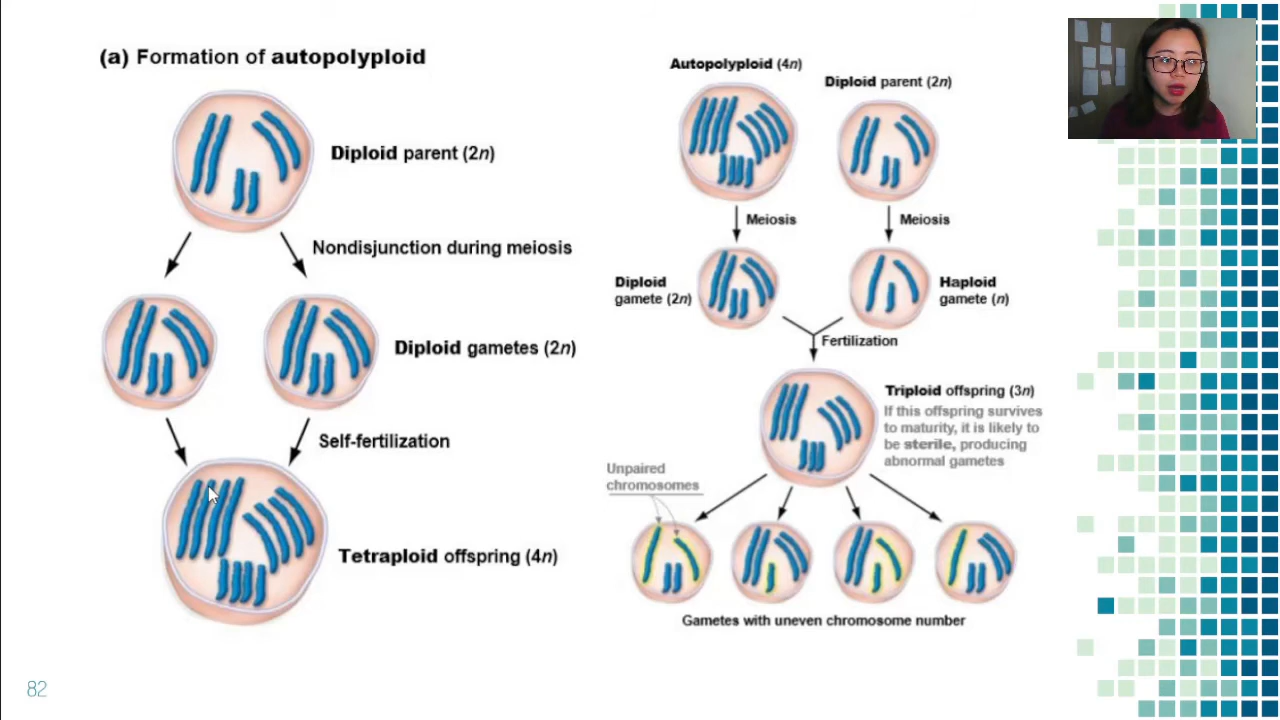 (a) Formation of autopolyploid
Diploid parent (2n)
Nondisjunction during meiosis
Diploid gametes (2n)
Self-fertilization
Tetraploid offspring (4n)
Autopolyploid (4n)
Diploid parent (2n)
Meiosis
Meiosis
Diploid
gamete (2n)
Haploid
gamete (n)
Fertilization
Triploid offspring (3n)
If this offspring survives
to maturity, it is likely to
be sterile, producing
abnormal gametes
Unpaired
chromosomes
Gametes with uneven chromosome number
82